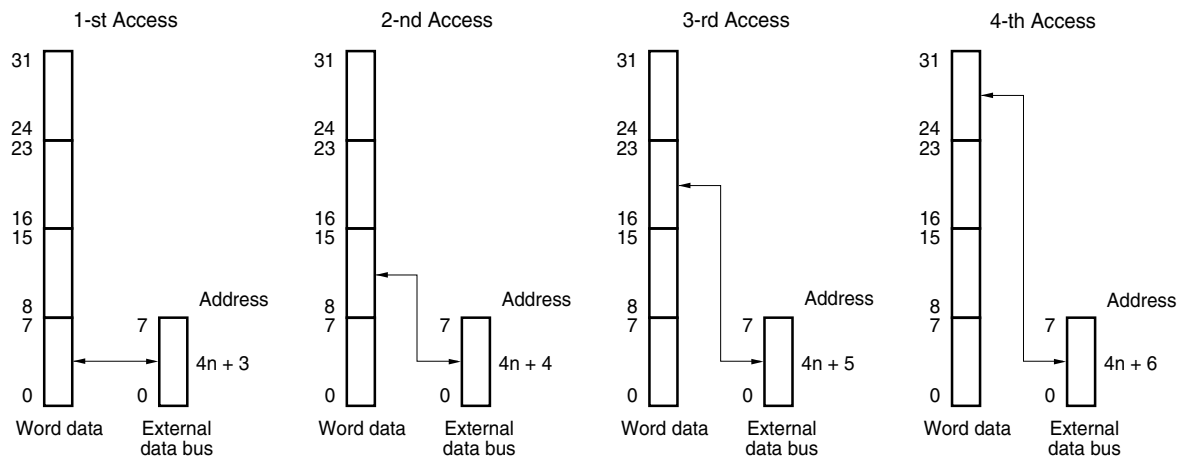 1-st Access
31
24
23
16
15
8
7
0
Address
7
4n + 3
0
Word data
External
data bus
2-nd Access
31
24
23
16
15
8
7
0
Address
7
4n + 4
0
Word data
External
data bus
3-rd Access
31
24
23
16
15
8
7
0
Address
7
4n + 5
0
Word data
External
data bus
4-th Access
31
24
23
16
15
8
7
0
Address
7
4n + 6
0
Word data
External
data bus